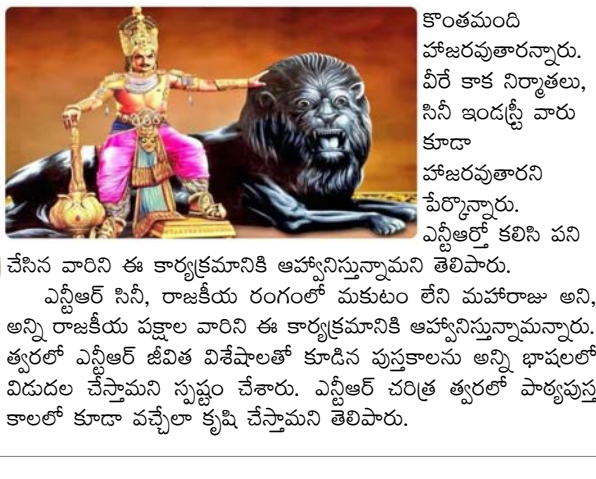 కొంతమంది
హాజరవుతారన్నారు.
వీరే కాక నిర్మాతలు,
సినీ ఇండస్ట్రీ వారు
కూడా
హాజరవుతారని
పేర్కొన్నారు.
ఎన్టీఆర్తో కలిసి పని
చేసిన వారిని ఈ కార్యక్రమానికి ఆహ్వానిస్తున్నామని తెలిపారు.
ఎన్టీఆర్ సినీ, రాజకీయ రంగంలో మకుటం లేని మహారాజు అని,
అన్ని రాజకీయ పక్షాల వారిని ఈ కార్యక్రమానికి ఆహ్వానిస్తున్నామన్నారు.
త్వరలో ఎన్టీఆర్ జీవిత విశేషాలతో కూడిన పుస్తకాలను అన్ని భాషలలో
విడుదల చేస్తామని స్పష్టం చేశారు. ఎన్టీఆర్ చరిత్ర త్వరలో పాఠ్యపుస్త
కాలలో కూడా వచ్చేలా కృషి చేస్తామని తెలిపారు.